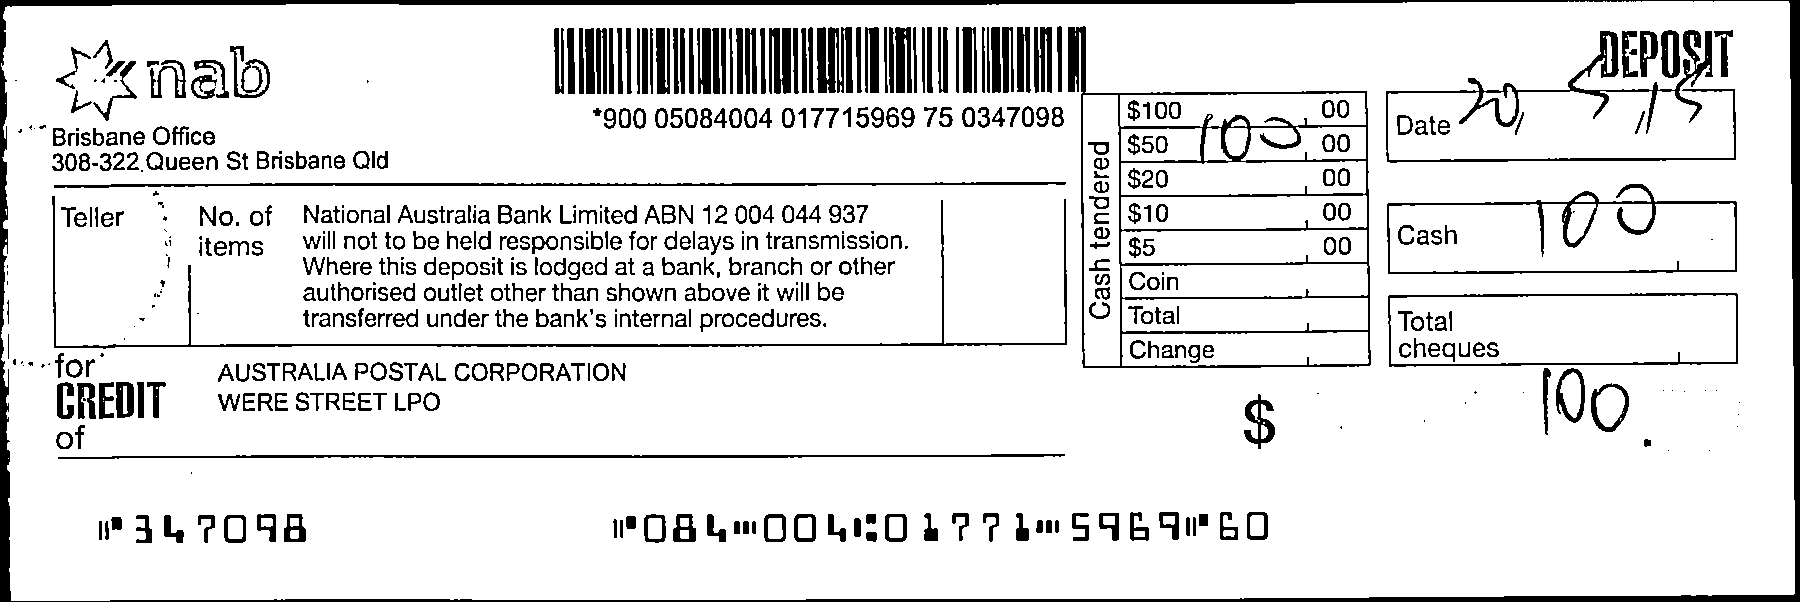 nab
DEPOSIT
*900 05084004 017715969 75 0347098
Brisbane Office
308-322 Queen St Brisbane Qld
Teller
No. of items
National Australia Bank Limited ABN 12 004 044 937
will not to be held responsible for delays in transmission.
Where this deposit is lodged at a bank, branch or other
authorised outlet other than shown above it will be
transferred under the bank's internal procedures.
for
CREDIT
of
AUSTRALIA POSTAL CORPORATION
WERE STREET LPO
Cash tendered
$100 00
$50 100 00
$20 00
$10 00
$5 00
Coin
Total
Change
Date 20/5/15
Cash 100
Total
cheques
$ 100.
347098
084 004 01771 5969 60